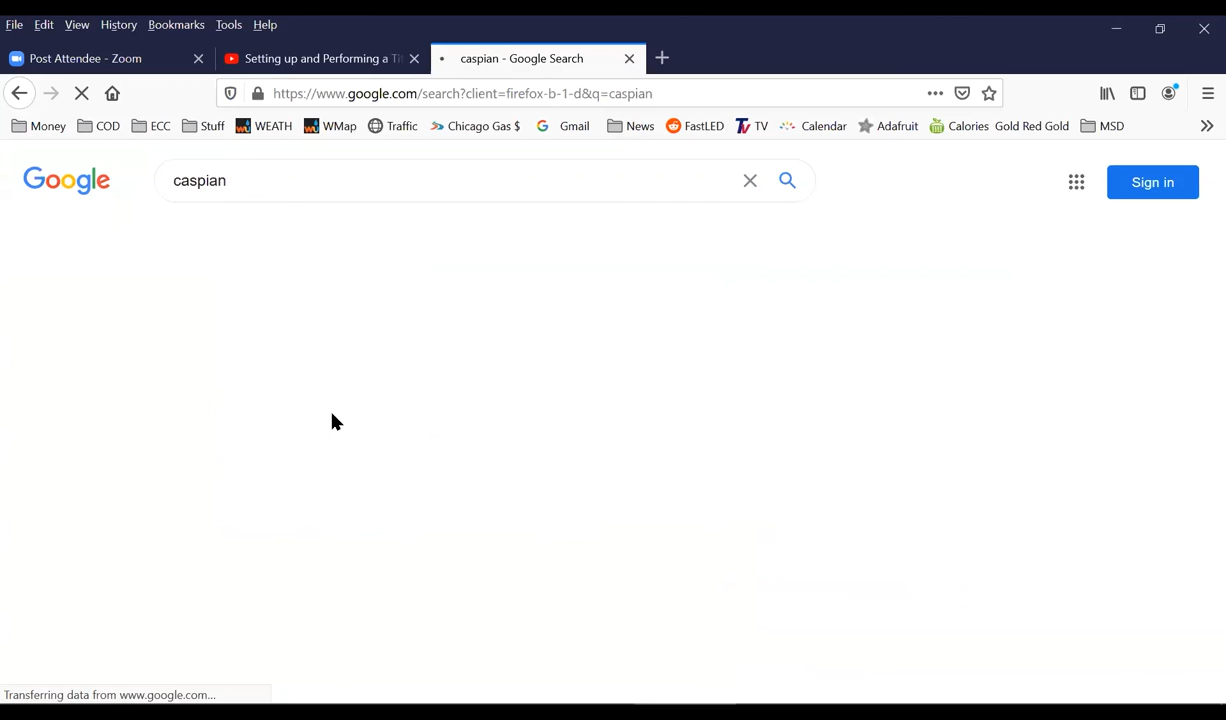 File Edit View History Bookmarks Tools Help
Post Attendee - Zoom Setting up and Performing a Tit caspian - Google Search
https://www.google.com/search?client=firefox-b-1-d&q=caspian
Money COD ECC Stuff WEATH WMap Traffic Chicago Gas $ Gmail News FastLED TV Calendar Adafruit Calories Gold Red Gold MSD
Google caspian Sign in
Transferring data from www.google.com...